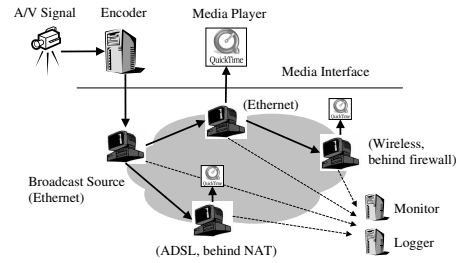 A/V Signal
Encoder
Media Player
QuickTime
Media Interface
(Ethernet)
(Wireless,
behind firewall)
Broadcast Source
(Ethernet)
QuickTime
Monitor
Logger
(ADSL, behind NAT)